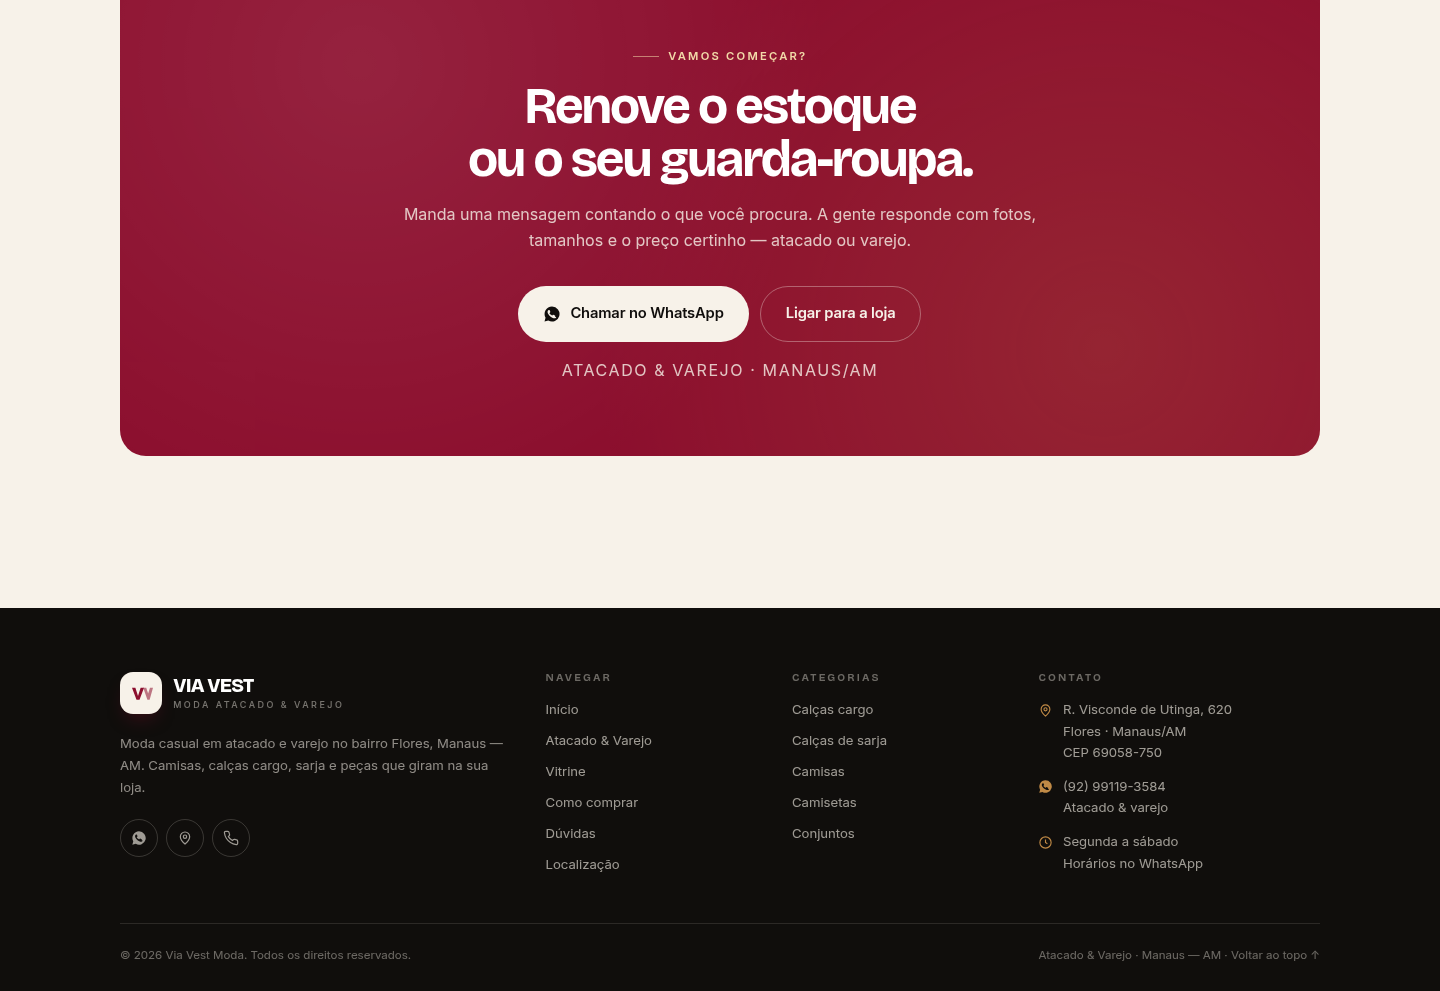 VAMOS COMEÇAR?
Renove o estoque
ou o seu guarda-roupa.
Manda uma mensagem contando o que você procura. A gente responde com fotos,
tamanhos e o preço certinho — atacado ou varejo.
Chamar no WhatsApp
Ligar para a loja
ATACADO & VAREJO · MANAUS/AM
VV
VIA VEST
MODA ATACADO & VAREJO
Moda casual em atacado e varejo no bairro Flores, Manaus —
AM. Camisas, calças cargo, sarja e peças que giram na sua
loja.
NAVEGAR
Início
Atacado & Varejo
Vitrine
Como comprar
Dúvidas
Localização
CATEGORIAS
Calças cargo
Calças de sarja
Camisas
Camisetas
Conjuntos
CONTATO
R. Visconde de Utinga, 620
Flores · Manaus/AM
CEP 69058-750
(92) 99119-3584
Atacado & varejo
Segunda a sábado
Horários no WhatsApp
© 2026 Via Vest Moda. Todos os direitos reservados.
Atacado & Varejo · Manaus — AM · Voltar ao topo ↑